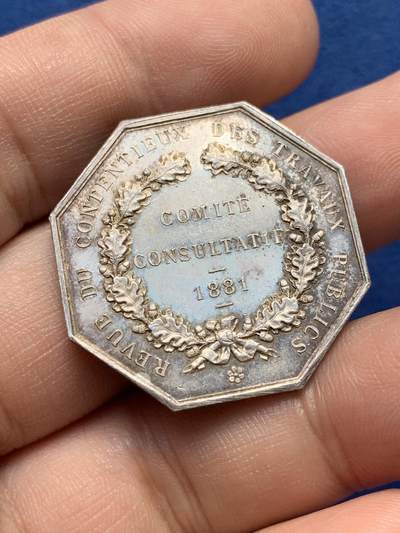 REVUE DU CONTENTIEUX DES TRAVAUX PUBLICS
COMITÉ
CONSULTATIF
1881